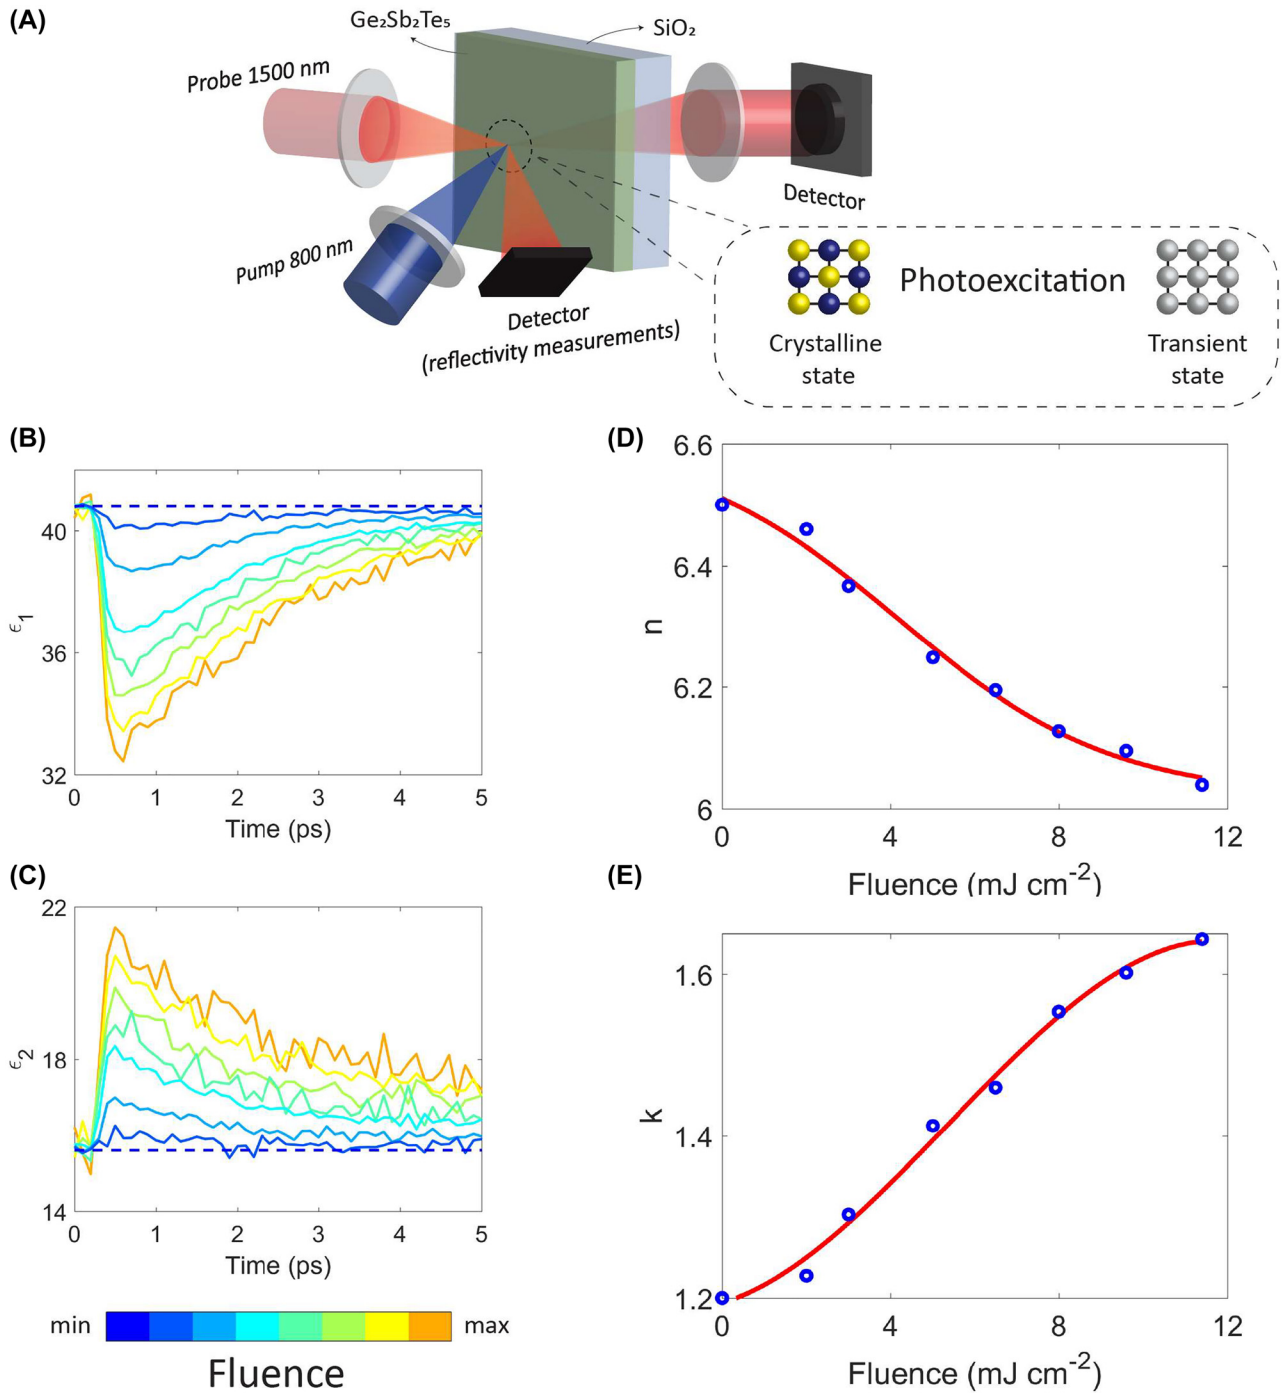 (A)
Ge₂Sb₂Te₅
SiO₂
Probe 1500 nm
Detector
Pump 800 nm
Detector
(reflectivity measurements)
Photoexcitation
Crystalline
state
Transient
state
(B)
40
36
32
ϵ₁
0 1 2 3 4 5
Time (ps)
(C)
22
20
18
14
ϵ₂
0 1 2 3 4 5
Time (ps)
min max
Fluence
(D)
6.6
6.4
6.2
6
n
0 4 8 12
Fluence (mJ cm⁻²)
(E)
1.6
1.4
1.2
k
0 4 8 12
Fluence (mJ cm⁻²)